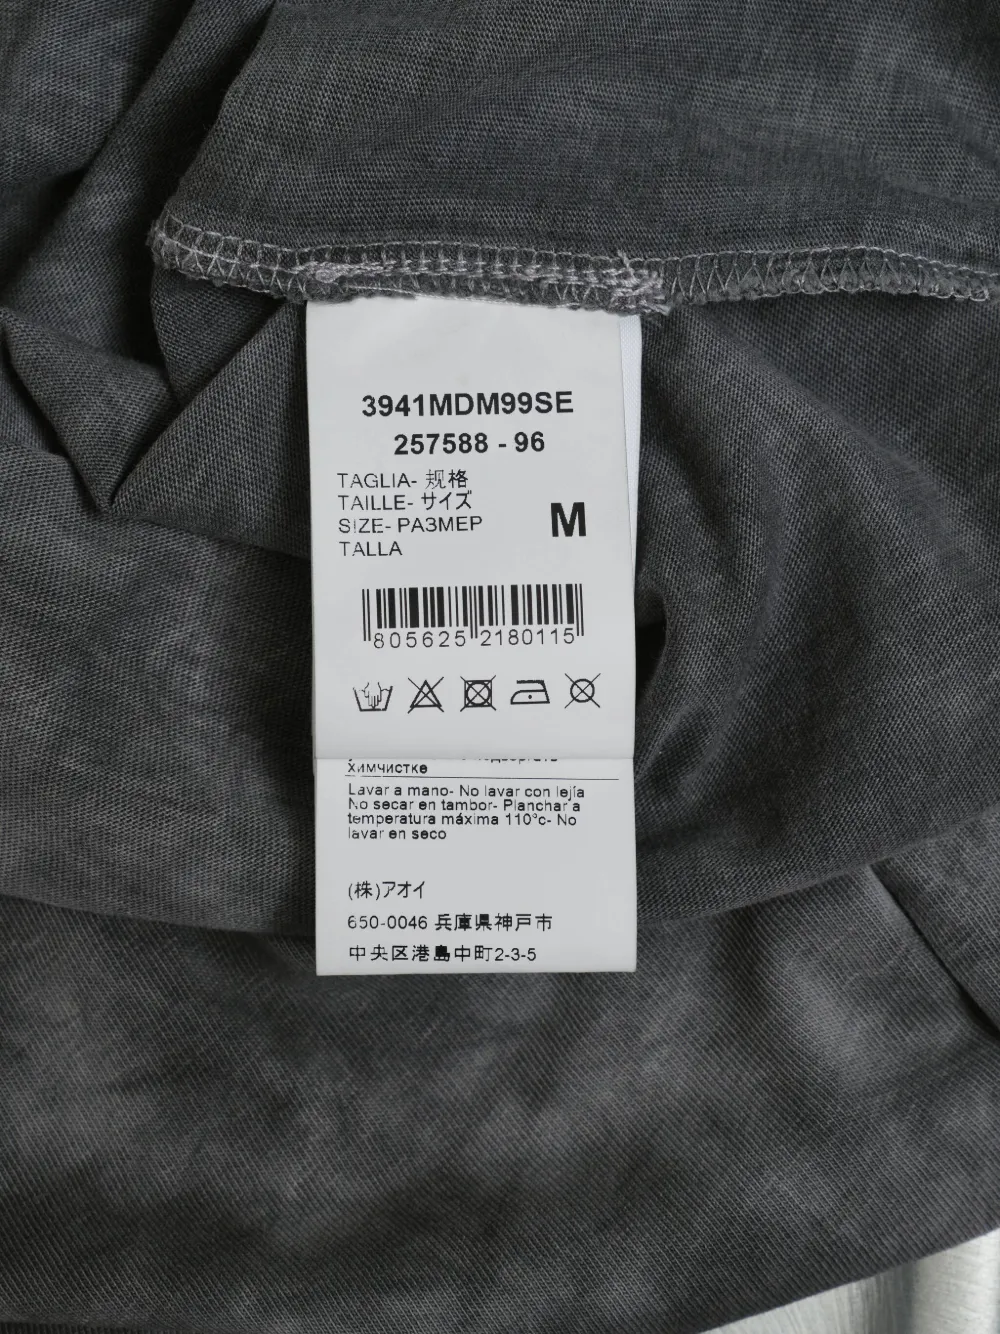 3941MDM99SE
257588 - 96
TAGLIA- 规格
TAILLE- サイズ
SIZE- РАЗМЕР
TALLA
M
805625 2180115
химчистке
Lavar a mano- No lavar con lejía
No secar en tambor- Planchar a
temperatura máxima 110°c- No
lavar en seco
(株)アオイ
650-0046 兵庫県神戸市
中央区港島中町2-3-5